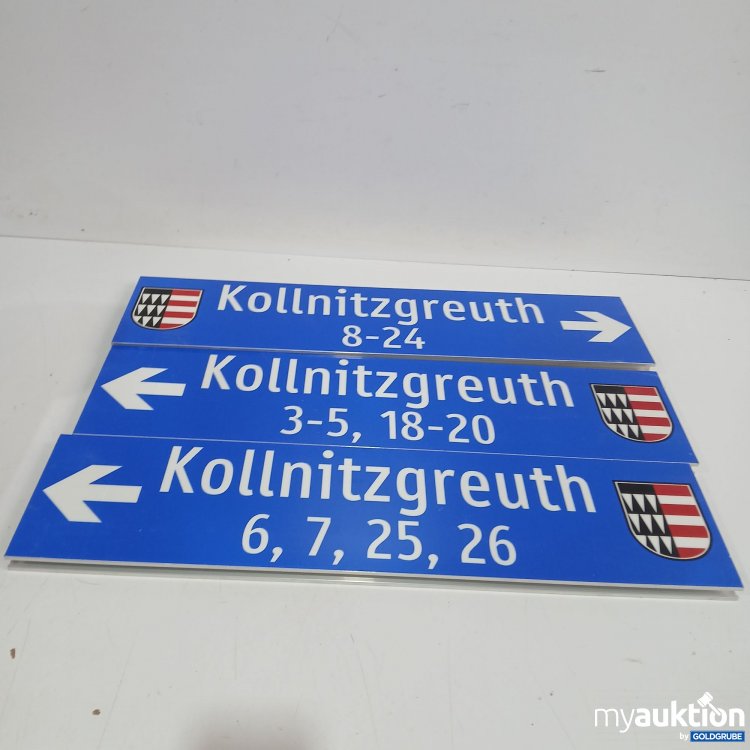 Kollnitzgreuth
8-24
Kollnitzgreuth
3-5, 18-20
Kollnitzgreuth
6, 7, 25, 26
myauktion
by GOLDGRUBE